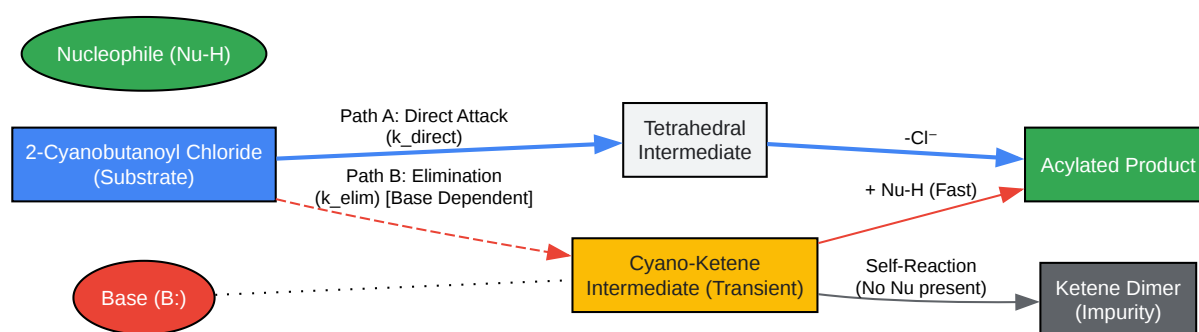 Nucleophile (Nu-H)
2-Cyanobutanoyl Chloride
(Substrate)
Path A: Direct Attack
(k_direct)
Tetrahedral
Intermediate
-Cl⁻
Acylated Product
Path B: Elimination
(k_elim) [Base Dependent]
+ Nu-H (Fast)
Base (B:)
Cyano-Ketene
Intermediate (Transient)
Self-Reaction
(No Nu present)
Ketene Dimer
(Impurity)